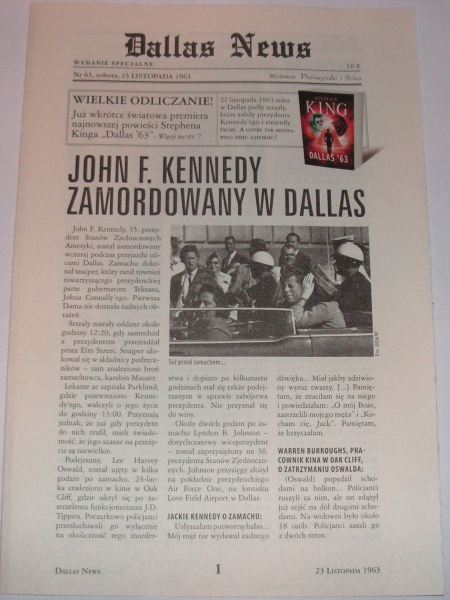 Dallas News
WYDANIE SPECJALNE
10 C
Nr 63, sobota, 23 LISTOPADA 1963
Wydawca: Prószyński i S-ka
WIELKIE ODLICZANIE!
Już wkrótce światowa premiera
najnowszej powieści Stephena
Kinga „Dallas '63”. Więcej na str. 7
22 listopada 1963 roku
w Dallas padły strzały,
które zabiły prezydenta
Kennedy'ego i zmieniły
świat. A gdyby tak można
było temu zapobiec?
STEPHEN
KING
DALLAS '63
JOHN F. KENNEDY
ZAMORDOWANY W DALLAS
John F. Kennedy, 35. prezy-
dent Stanów Zjednoczonych
Ameryki, został zamordowany
wczoraj podczas przejazdu uli-
cami Dallas. Zamachu doko-
nał snajper, który ranił również
towarzyszącego prezydenckiej
parze gubernatora Teksasu,
Johna Connally'ego. Pierwsza
Dama nie doznała żadnych ob-
rażeń.
Strzały zostały oddane około
godziny 12:20, gdy samochód
z prezydentem przejeżdżał
przez Elm Street. Snajper ulo-
kował się w składnicy podręcz-
ników – tam znaleziono broń
zamachowca, karabin Mauser.
Lekarze ze szpitala Parkland,
gdzie przewieziono Kenne-
dy'ego, walczyli o jego życie
do godziny 13:00. Przyznają
jednak, że już gdy prezydent
do nich trafił, mieli świado-
mość, że jego szanse na przeży-
cie są niewielkie.
Podejrzany, Lee Harvey
Oswald, został ujęty w kilka
godzin po zamachu. 24-lat-
ka znaleziono w kinie w Oak
Cliff, gdzie ukrył się po za-
strzeleniu funkcjonariusza J.D.
Tippita. Początkowo policjanci
przesłuchiwali go wyłącznie
na okoliczność tego morder-
Tuż przed zamachem...
stwa i dopiero po kilkunastu
godzinach stał się także podej-
rzanym w sprawie zabójstwa
prezydenta. Nie przyznał się
do winy.
Około dwóch godzin po za-
machu Lyndon B. Johnson –
dotychczasowy wiceprezydent
– został zaprzysiężony na 36.
prezydenta Stanów Zjednoczo-
nych. Johnson przysięgę złożył
na pokładzie prezydenckiego
Air Force One, na lotnisku
Love Field Airport w Dallas.
JACKIE KENNEDY O ZAMACHU:
Usłyszałam potworny hałas...
Mój mąż nie wydawał żadnego
dźwięku... Miał jakby zdziwio-
ny wyraz twarzy. [...] Pamię-
tam, że rzuciłam się na niego
i powiedziałam: „O mój Boże,
zastrzelili mojego męża” i „Ko-
cham cię, Jack”. Pamiętam,
że krzyczałam.
WARREN BURROUGHS, PRA-
COWNIK KINA W OAK CLIFF,
O ZATRZYMANIU OSWALDA:
(Oswald) popędził scho-
dami na balkon... Policjanci
ruszyli za nim, ale on zdążył
już zejść na dół drugimi scho-
dami. Na widowni było około
18 osób. Policjanci zaszli go
z dwóch stron.
DALLAS NEWS
1
23 LISTOPADA 1963